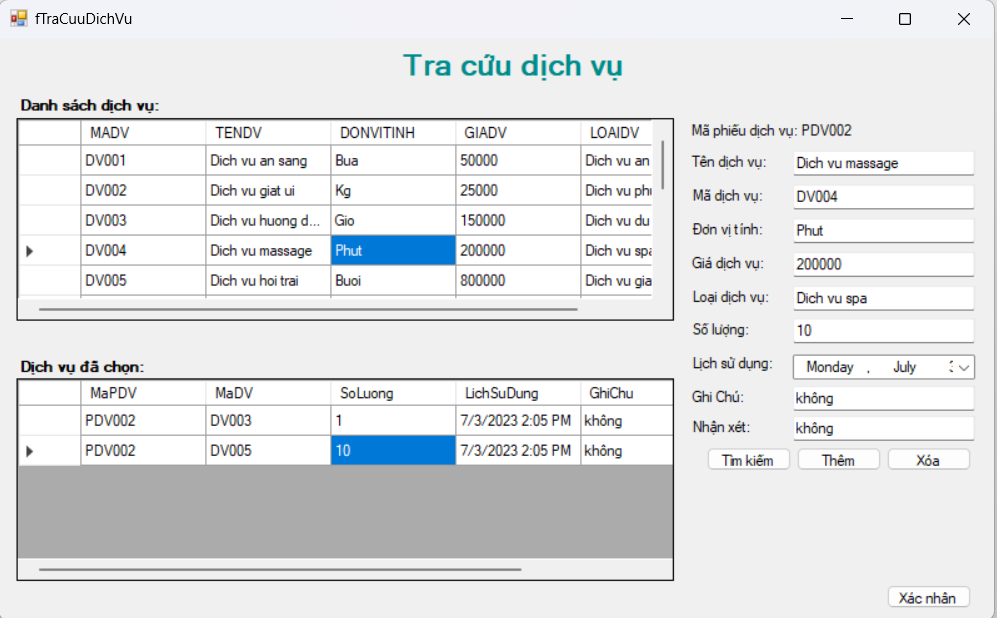 fTraCuuDichVu
Tra cứu dịch vụ
Danh sách dịch vụ:
MADV TENDV DONVITINH GIADV LOAIDV
DV001 Dich vu an sang Bua 50000 Dich vu an
DV002 Dich vu giat ui Kg 25000 Dich vu phụ
DV003 Dich vu huong d... Gio 150000 Dich vu du
DV004 Dich vu massage Phut 200000 Dich vu spa
DV005 Dich vu hoi trai Buoi 800000 Dich vu gia
Dịch vụ đã chọn:
MaPDV MaDV SoLuong LichSuDung GhiChu
PDV002 DV003 1 7/3/2023 2:05 PM không
PDV002 DV005 10 7/3/2023 2:05 PM không
Mã phiếu dịch vụ: PDV002
Tên dịch vụ: Dich vu massage
Mã dịch vụ: DV004
Đơn vị tính: Phut
Giá dịch vụ: 200000
Loại dịch vụ: Dich vu spa
Số lượng: 10
Lịch sử dụng: Monday , July
Ghi Chú: không
Nhận xét: không
Tìm kiếm Thêm Xóa
Xác nhân